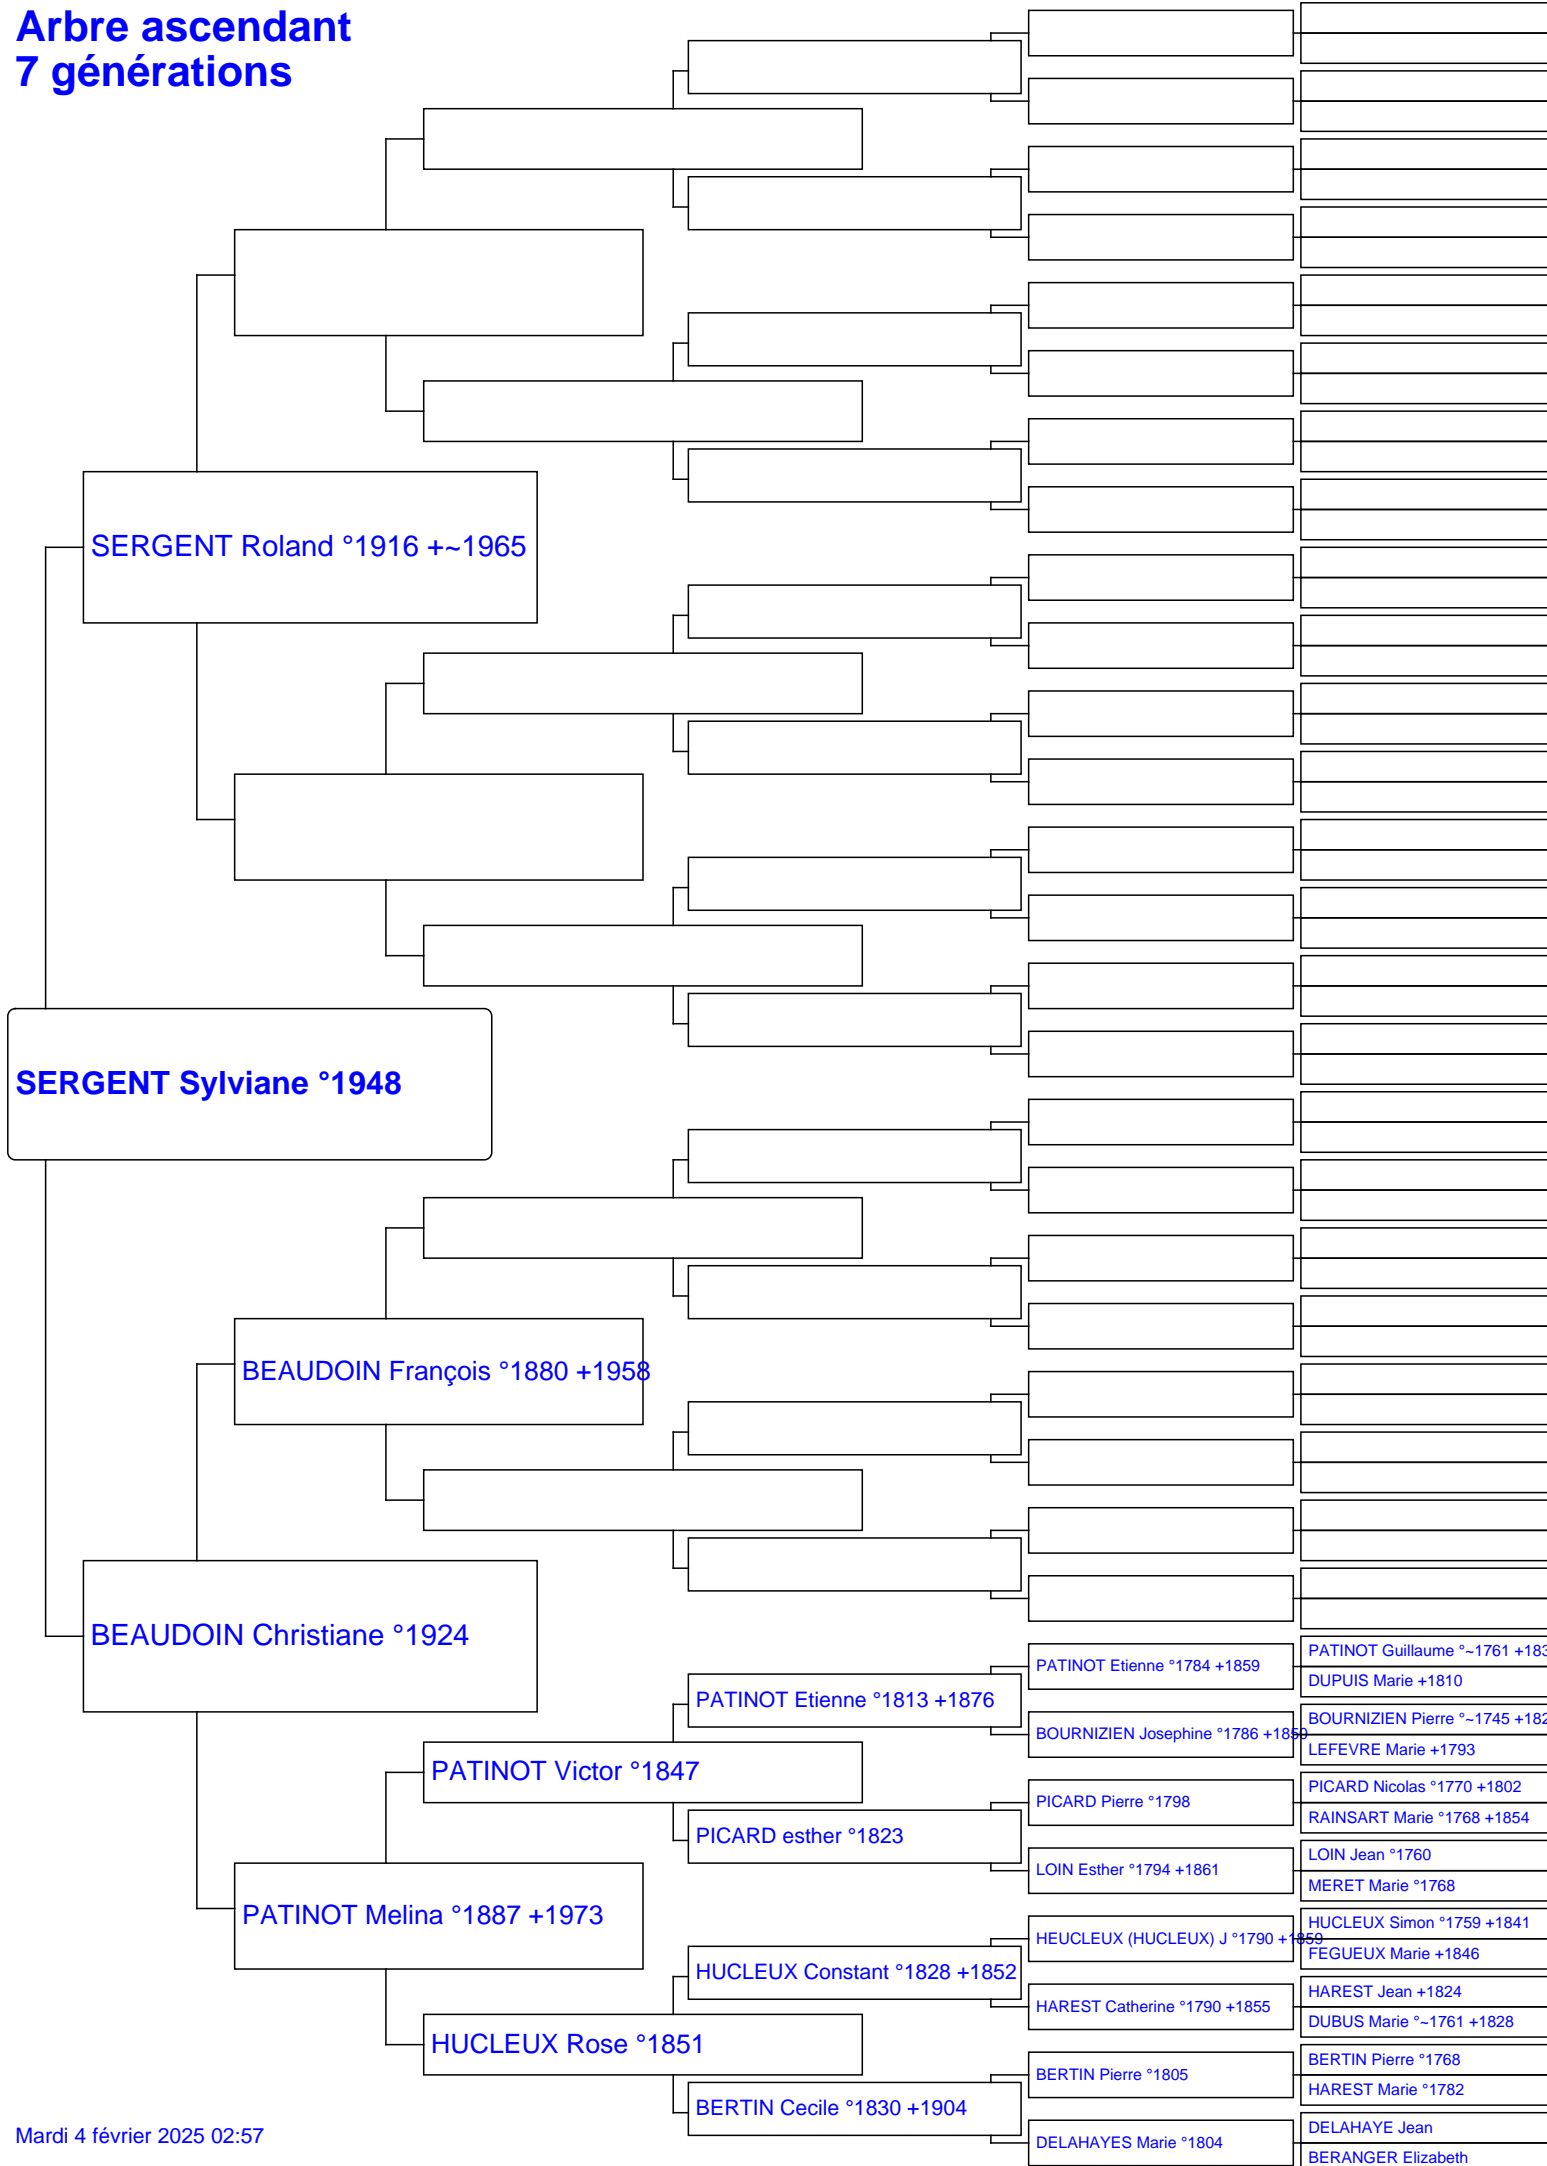 Arbre ascendant
7 générations
SERGENT Roland °1916 +~1965
SERGENT Sylviane °1948
BEAUDOIN François °1880 +1958
BEAUDOIN Christiane °1924
PATINOT Guillaume °~1761 +183
PATINOT Etienne °1784 +1859
DUPUIS Marie +1810
PATINOT Etienne °1813 +1876
BOURNIZIEN Pierre °~1745 +182
BOURNIZIEN Josephine °1786 +1859
LEFEVRE Marie +1793
PATINOT Victor °1847
PICARD Nicolas °1770 +1802
PICARD Pierre °1798
RAINSART Marie °1768 +1854
PICARD esther °1823
LOIN Jean °1760
LOIN Esther °1794 +1861
MERET Marie °1768
PATINOT Melina °1887 +1973
HUCLEUX Simon °1759 +1841
HEUCLEUX (HUCLEUX) J °1790 +1859
FEGUEUX Marie +1846
HUCLEUX Constant °1828 +1852
HAREST Jean +1824
HAREST Catherine °1790 +1855
DUBUS Marie °~1761 +1828
HUCLEUX Rose °1851
BERTIN Pierre °1768
BERTIN Pierre °1805
HAREST Marie °1782
BERTIN Cecile °1830 +1904
DELAHAYE Jean
DELAHAYES Marie °1804
BERANGER Elizabeth
Mardi 4 février 2025 02:57